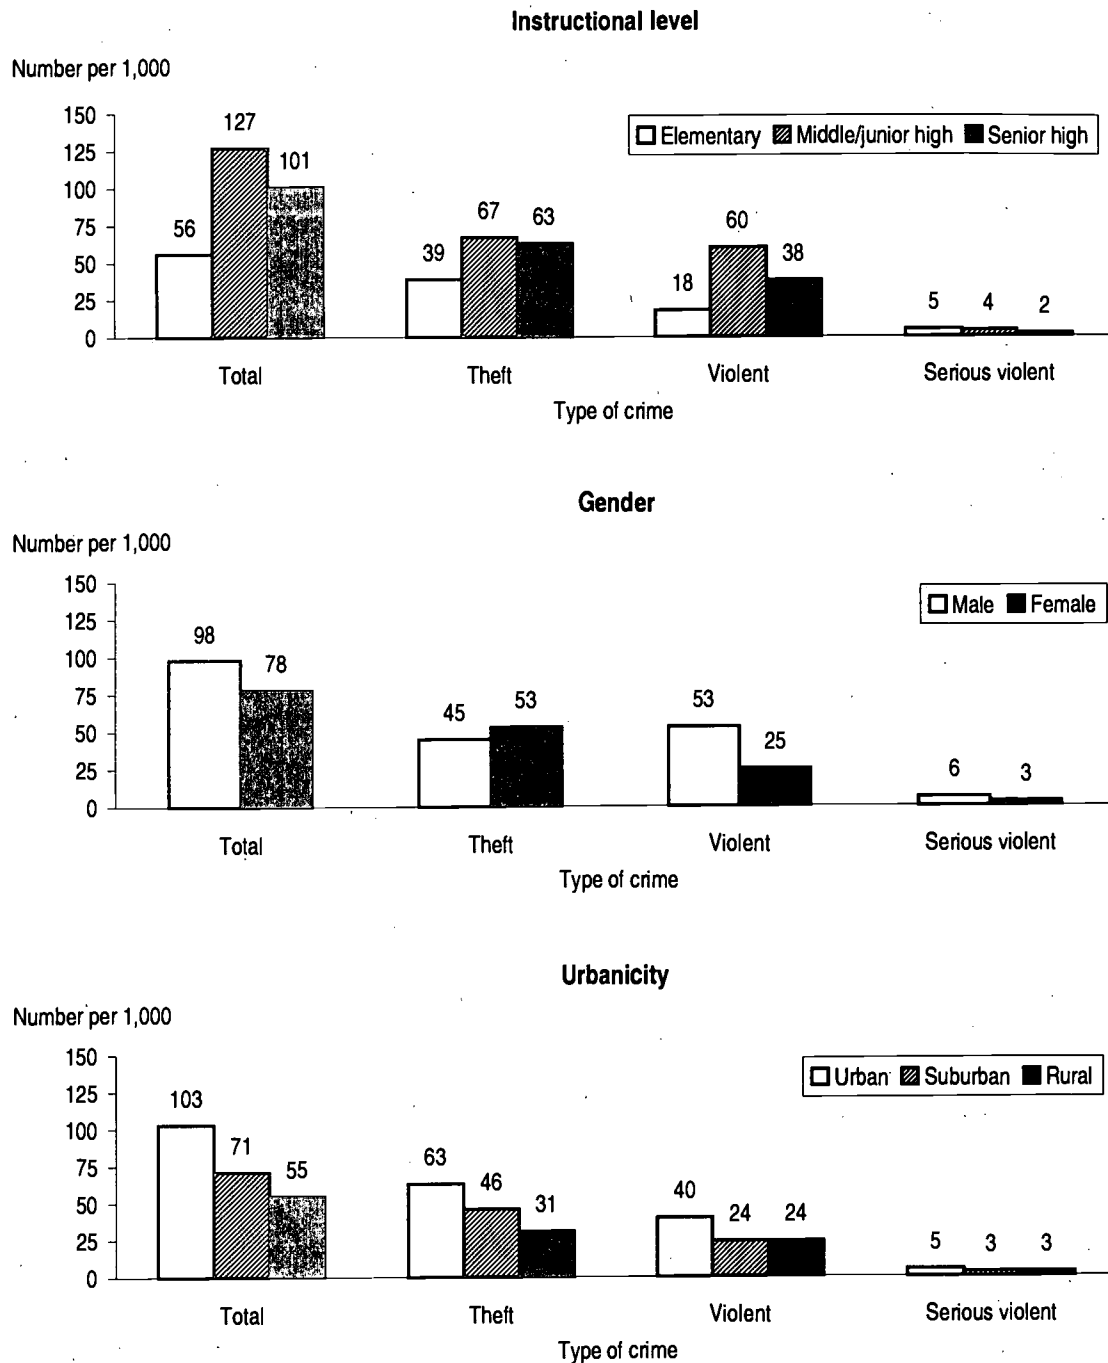 Instructional level
Number per 1,000
150
125
100
75
50
25
0
Elementary Middle/junior high Senior high
56 127 101
39 67 63
18 60 38
5 4 2
Total Theft Violent Serious violent
Type of crime
Gender
Number per 1,000
150
125
100
75
50
25
0
Male Female
98 78
45 53
53 25
6 3
Total Theft Violent Serious violent
Type of crime
Urbanicity
Number per 1,000
150
125
100
75
50
25
0
Urban Suburban Rural
103 71 55
63 46 31
40 24 24
5 3 3
Total Theft Violent Serious violent
Type of crime